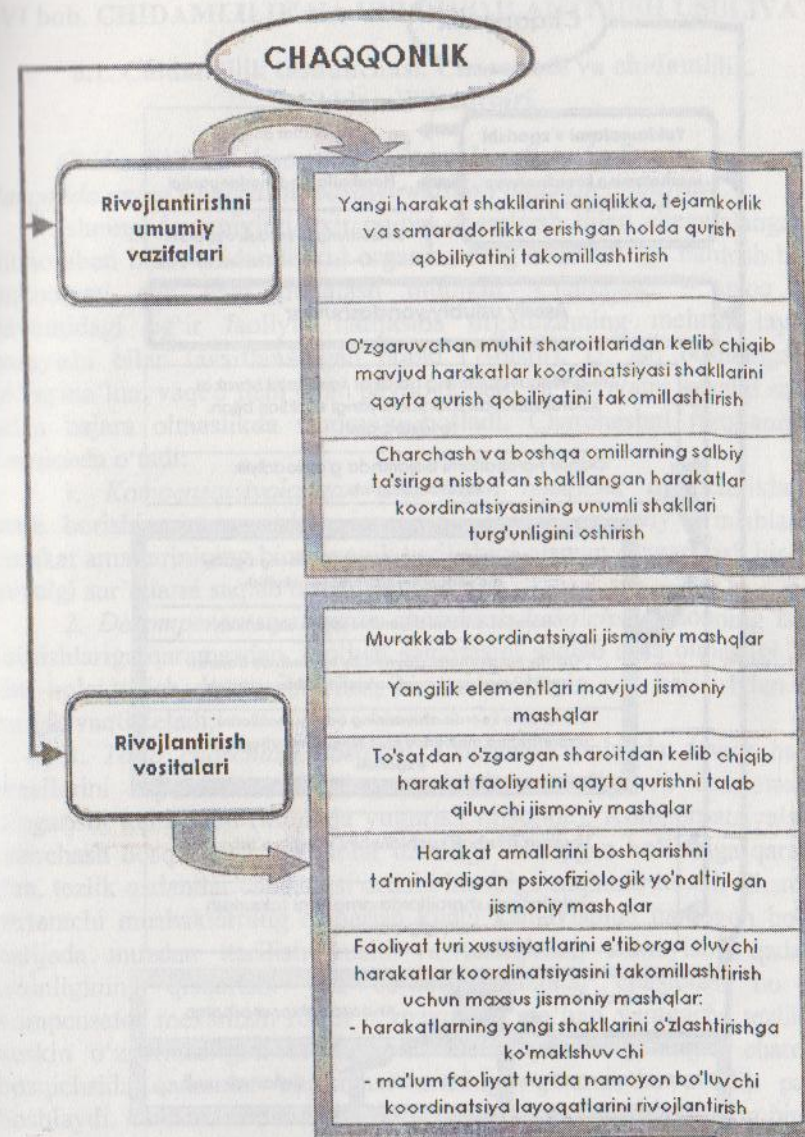 CHAQQONLIK
Rivojlantirishni
umumiy
vazifalari
Yangi harakat shakllarini aniqlikka, tejamkorlik
va samaradorlikka erishgan holda qurish
qobiliyatini takomillashtirish
O'zgaruvchan muhit sharoitlaridan kelib chiqib
mavjud harakatlar koordinatsiyasi shakllarini
qayta qurish qobiliyatini takomillashtirish
Charchash va boshqa omillarning salbiy
ta'siriga nisbatan shakllangan harakatlar
koordinatsiyasining unumli shakllari
turg'unligini oshirish
Rivojlantirish
vositalari
Murakkab koordinatsiyali jismoniy mashqlar
Yangilik elementlari mavjud jismoniy
mashqlar
To'satdan o'zgargan sharoitdan kelib chiqib
harakat faoliyatini qayta qurishni talab
qiluvchi jismoniy mashqlar
Harakat amallarini boshqarishni
ta'minlaydigan psixofiziologik yo'naltirilgan
jismoniy mashqlar
Faoliyat turi xususiyatlarini e'tiborga oluvchi
harakatlar koordinatsiyasini takomillashtirish
uchun maxsus jismoniy mashqlar:
- harakatlarning yangi shakllarini o'zlashtirishga
ko'maklshuvchi
- ma'lum faoliyat turida namoyon bo'luvchi
koordinatsiya layoqatlarini rivojlantirish